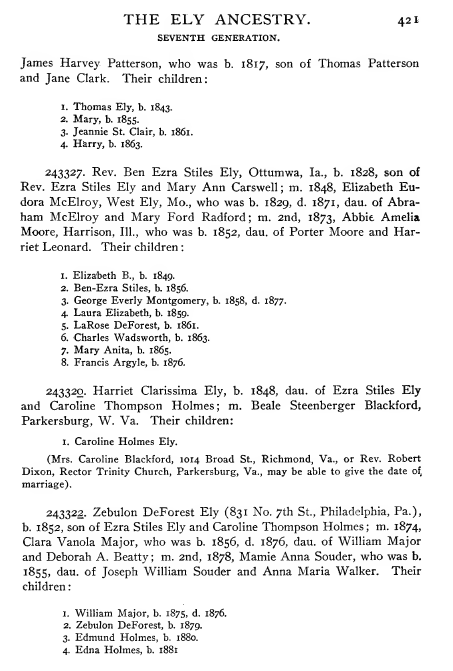 THE ELY ANCESTRY. 421
SEVENTH GENERATION.
James Harvey Patterson, who was b. 1817, son of Thomas Patterson
and Jane Clark. Their children:
1. Thomas Ely, b. 1843.
2. Mary, b. 1855.
3. Jeannie St. Clair, b. 1861.
4. Harry, b. 1863.
243327. Rev. Ben Ezra Stiles Ely, Ottumwa, Ia., b. 1828, son of
Rev. Ezra Stiles Ely and Mary Ann Carswell; m. 1848, Elizabeth Eu-
dora McElroy, West Ely, Mo., who was b. 1829, d. 1871, dau. of Abra-
ham McElroy and Mary Ford Radford; m. 2nd, 1873, Abbie Amelia
Moore, Harrison, Ill., who was b. 1852, dau. of Porter Moore and Har-
riet Leonard. Their children:
1. Elizabeth B., b. 1849.
2. Ben-Ezra Stiles, b. 1856.
3. George Everly Montgomery, b. 1858, d. 1877.
4. Laura Elizabeth, b. 1859.
5. LaRose DeForest, b. 1861.
6. Charles Wadsworth, b. 1863.
7. Mary Anita, b. 1865.
8. Francis Argyle, b. 1876.
243320. Harriet Clarissima Ely, b. 1848, dau. of Ezra Stiles Ely
and Caroline Thompson Holmes; m. Beale Steenberger Blackford,
Parkersburg, W. Va. Their children:
1. Caroline Holmes Ely.
(Mrs. Caroline Blackford, 1014 Broad St., Richmond, Va., or Rev. Robert
Dixon, Rector Trinity Church, Parkersburg, Va., may be able to give the date of
marriage).
243322. Zebulon DeForest Ely (831 No. 7th St., Philadelphia, Pa.),
b. 1852, son of Ezra Stiles Ely and Caroline Thompson Holmes; m. 1874,
Clara Vanola Major, who was b. 1856, d. 1876, dau. of William Major
and Deborah A. Beatty; m. 2nd, 1878, Mamie Anna Souder, who was b.
1855, dau. of Joseph William Souder and Anna Maria Walker. Their
children:
1. William Major, b. 1875, d. 1876.
2. Zebulon DeForest, b. 1879.
3. Edmund Holmes, b. 1880.
4. Edna Holmes, b. 1881